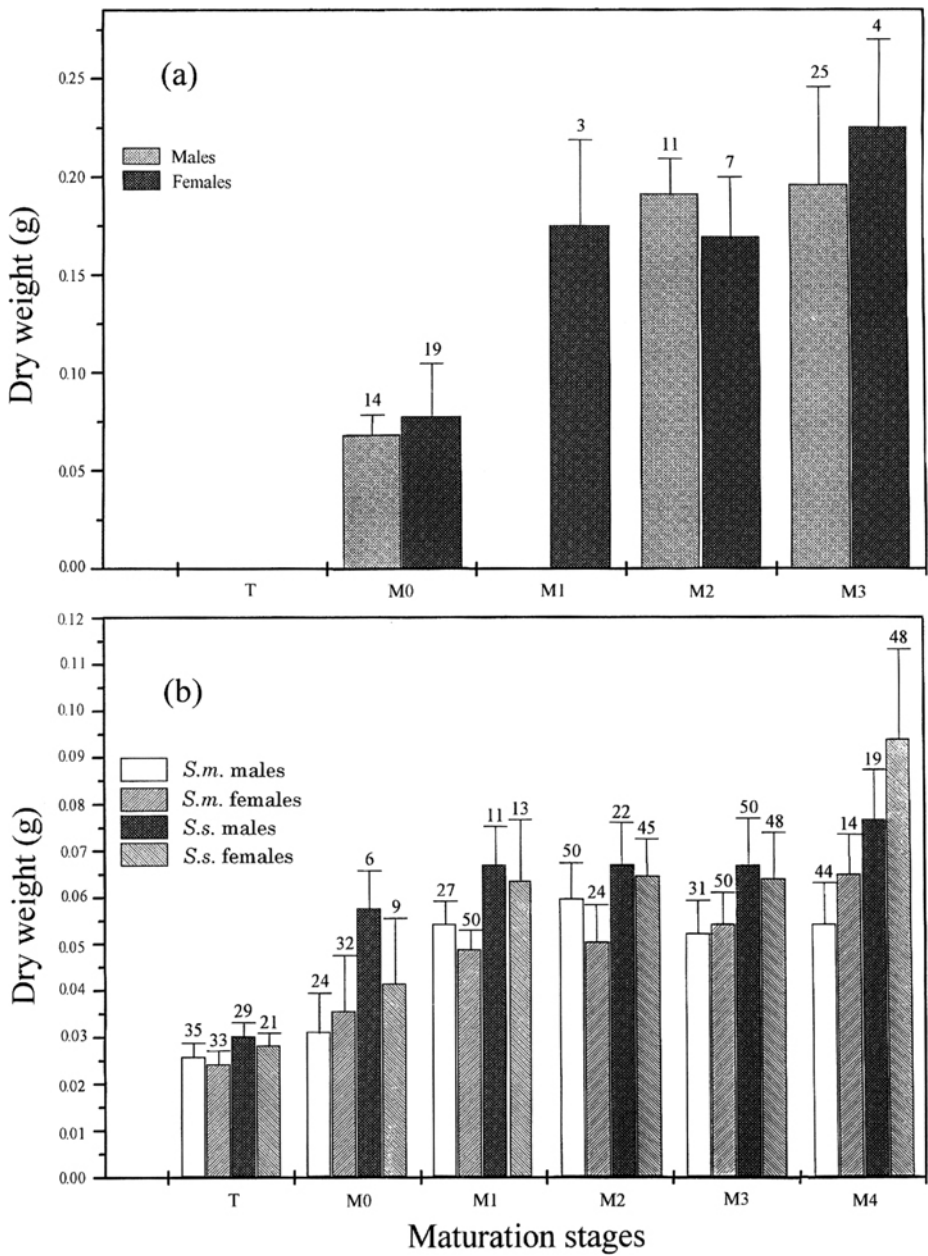 (a)
Males
Females
Dry weight (g)
0.25
0.20
0.15
0.10
0.05
0.00
14
19
3
11
7
25
4
T M0 M1 M2 M3
(b)
S.m. males
S.m. females
S.s. males
S.s. females
Dry weight (g)
0.12
0.11
0.10
0.09
0.08
0.07
0.06
0.05
0.04
0.03
0.02
0.01
0.00
35 33 29 21
24 32 6 9
27 50 11 13
50 24 22 45
31 50 50 48
44 14 19 48
T M0 M1 M2 M3 M4
Maturation stages